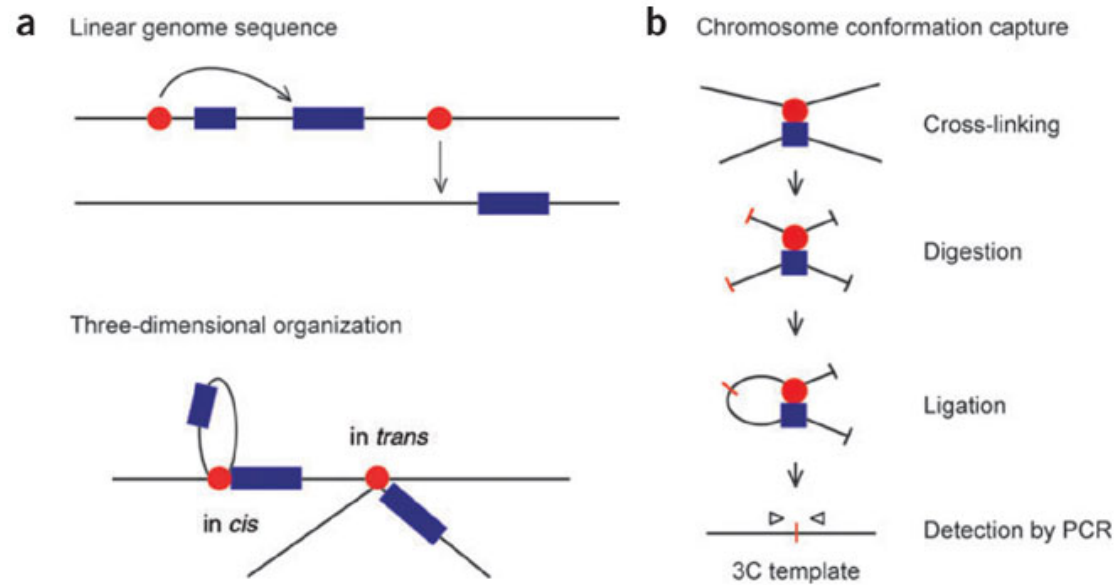 a Linear genome sequence
Three-dimensional organization
in trans
in cis
b Chromosome conformation capture
Cross-linking
Digestion
Ligation
Detection by PCR
3C template